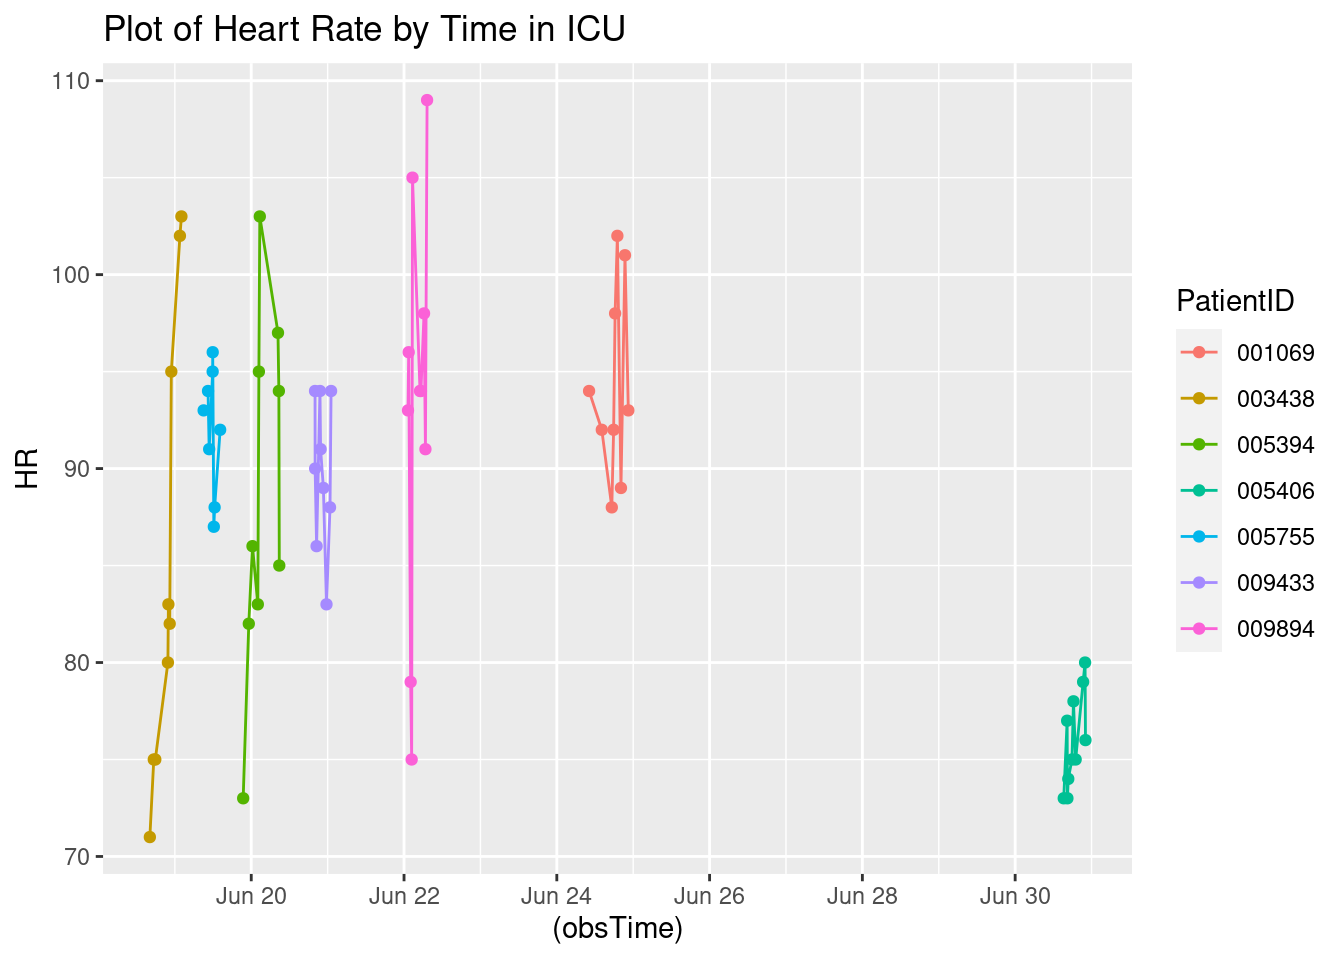 Plot of Heart Rate by Time in ICU
110
100
90
80
70
HR
Jun 20 Jun 22 Jun 24 Jun 26 Jun 28 Jun 30
(obsTime)
PatientID
001069
003438
005394
005406
005755
009433
009894